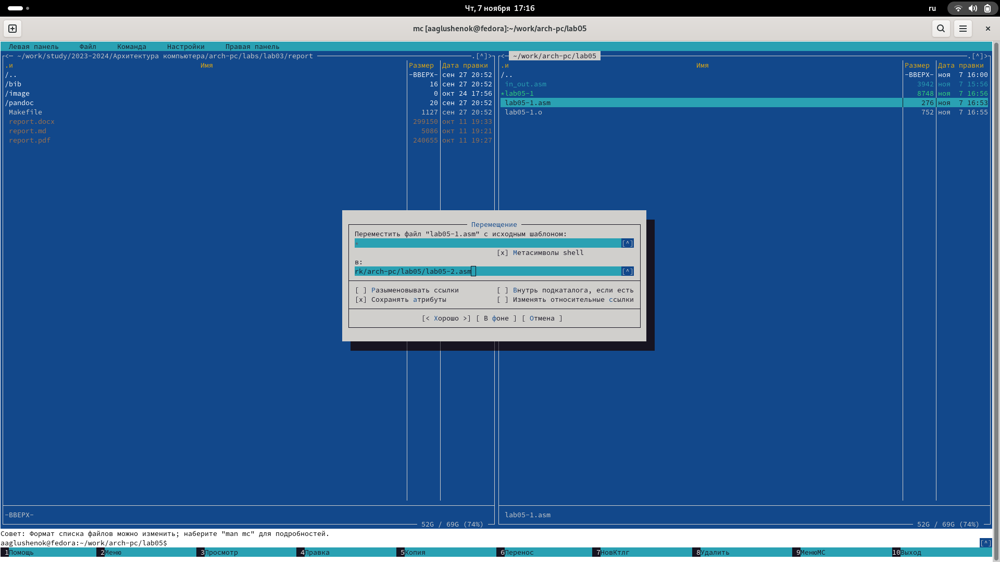 Чт, 7 ноября 17:16
ru
mc [aaglushenok@fedora]:~/work/arch-pc/lab05
Левая панель Файл Команда Настройки Правая панель
<─ ~/work/study/2023-2024/Архитектура компьютера/arch-pc/labs/lab03/report .[^]>
.и Имя Размер Дата правки
/.. -ВВЕРХ- сен 27 20:52
/bib 16 сен 27 20:52
/image 0 окт 24 17:56
/pandoc 20 сен 27 20:52
Makefile 1127 сен 27 20:52
report.docx 299150 окт 11 19:33
report.md 5086 окт 11 19:21
report.pdf 240655 окт 11 19:27
-ВВЕРХ-
52G / 69G (74%)
<─ ~/work/arch-pc/lab05 .[^]>
.и Имя Размер Дата правки
/.. -ВВЕРХ- ноя 7 16:00
in_out.asm 3942 ноя 7 15:56
*lab05-1 8748 ноя 7 16:56
lab05-1.asm 276 ноя 7 16:53
lab05-1.o 752 ноя 7 16:55
lab05-1.asm
52G / 69G (74%)
Перемещение
Переместить файл "lab05-1.asm" с исходным шаблоном:
* [^]
[x] Метасимволы shell
в:
rk/arch-pc/lab05/lab05-2.asm [^]
[ ] Разыменовывать ссылки [ ] Внутрь подкаталога, если есть
[x] Сохранять атрибуты [ ] Изменять относительные ссылки
[< Хорошо >] [ В фоне ] [ Отмена ]
Совет: Формат списка файлов можно изменить; наберите "man mc" для подробностей.
aaglushenok@fedora:~/work/arch-pc/lab05$ [^]
1Помощь 2Меню 3Просмотр 4Правка 5Копия 6Перенос 7НовКтлг 8Удалить 9МенюМС 10Выход